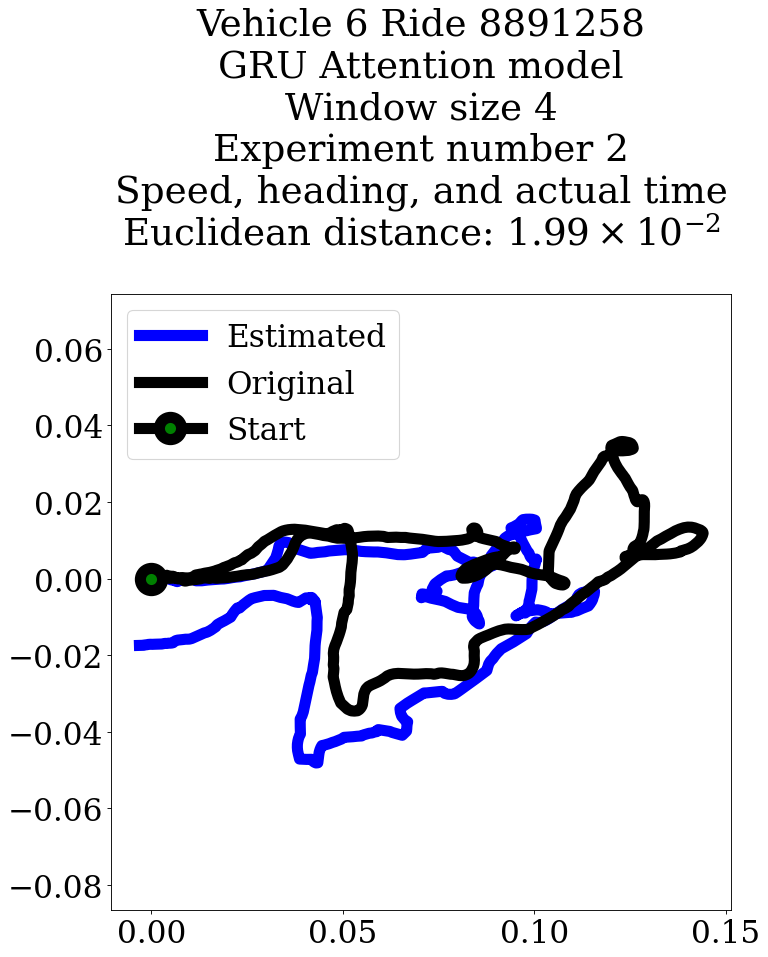 Vehicle 6 Ride 8891258
GRU Attention model
Window size 4
Experiment number 2
Speed, heading, and actual time
Euclidean distance: 1.99 × 10⁻²
Estimated
Original
Start
0.06
0.04
0.02
0.00
−0.02
−0.04
−0.06
−0.08
0.00 0.05 0.10 0.15